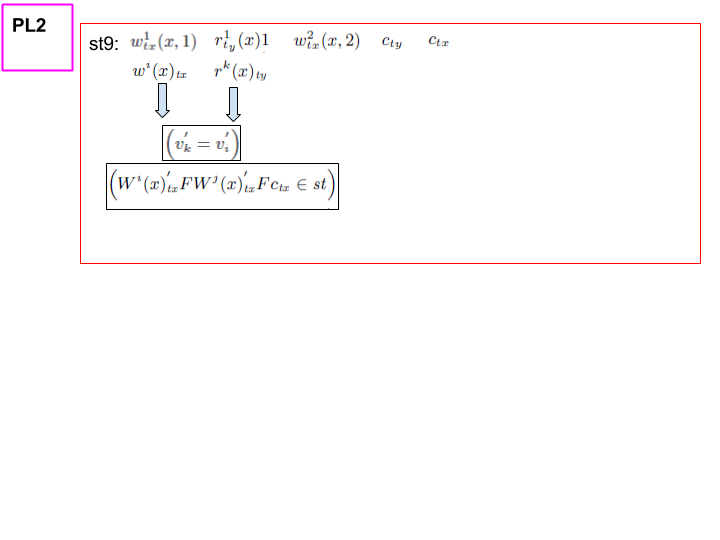 PL2
st9: $w^1_{tx}(x,1)$ $r^1_{ty}(x)1$ $w^2_{tx}(x,2)$ $c_{ty}$ $c_{tx}$
$w^i(x)_{tx}$ $r^k(x)_{ty}$
$\left(v^{'}_k = v^{'}_i\right)$
$\left(W^i(x)^{'}_{tx} F W^j(x)^{'}_{tx} F c_{tx} \in st\right)$